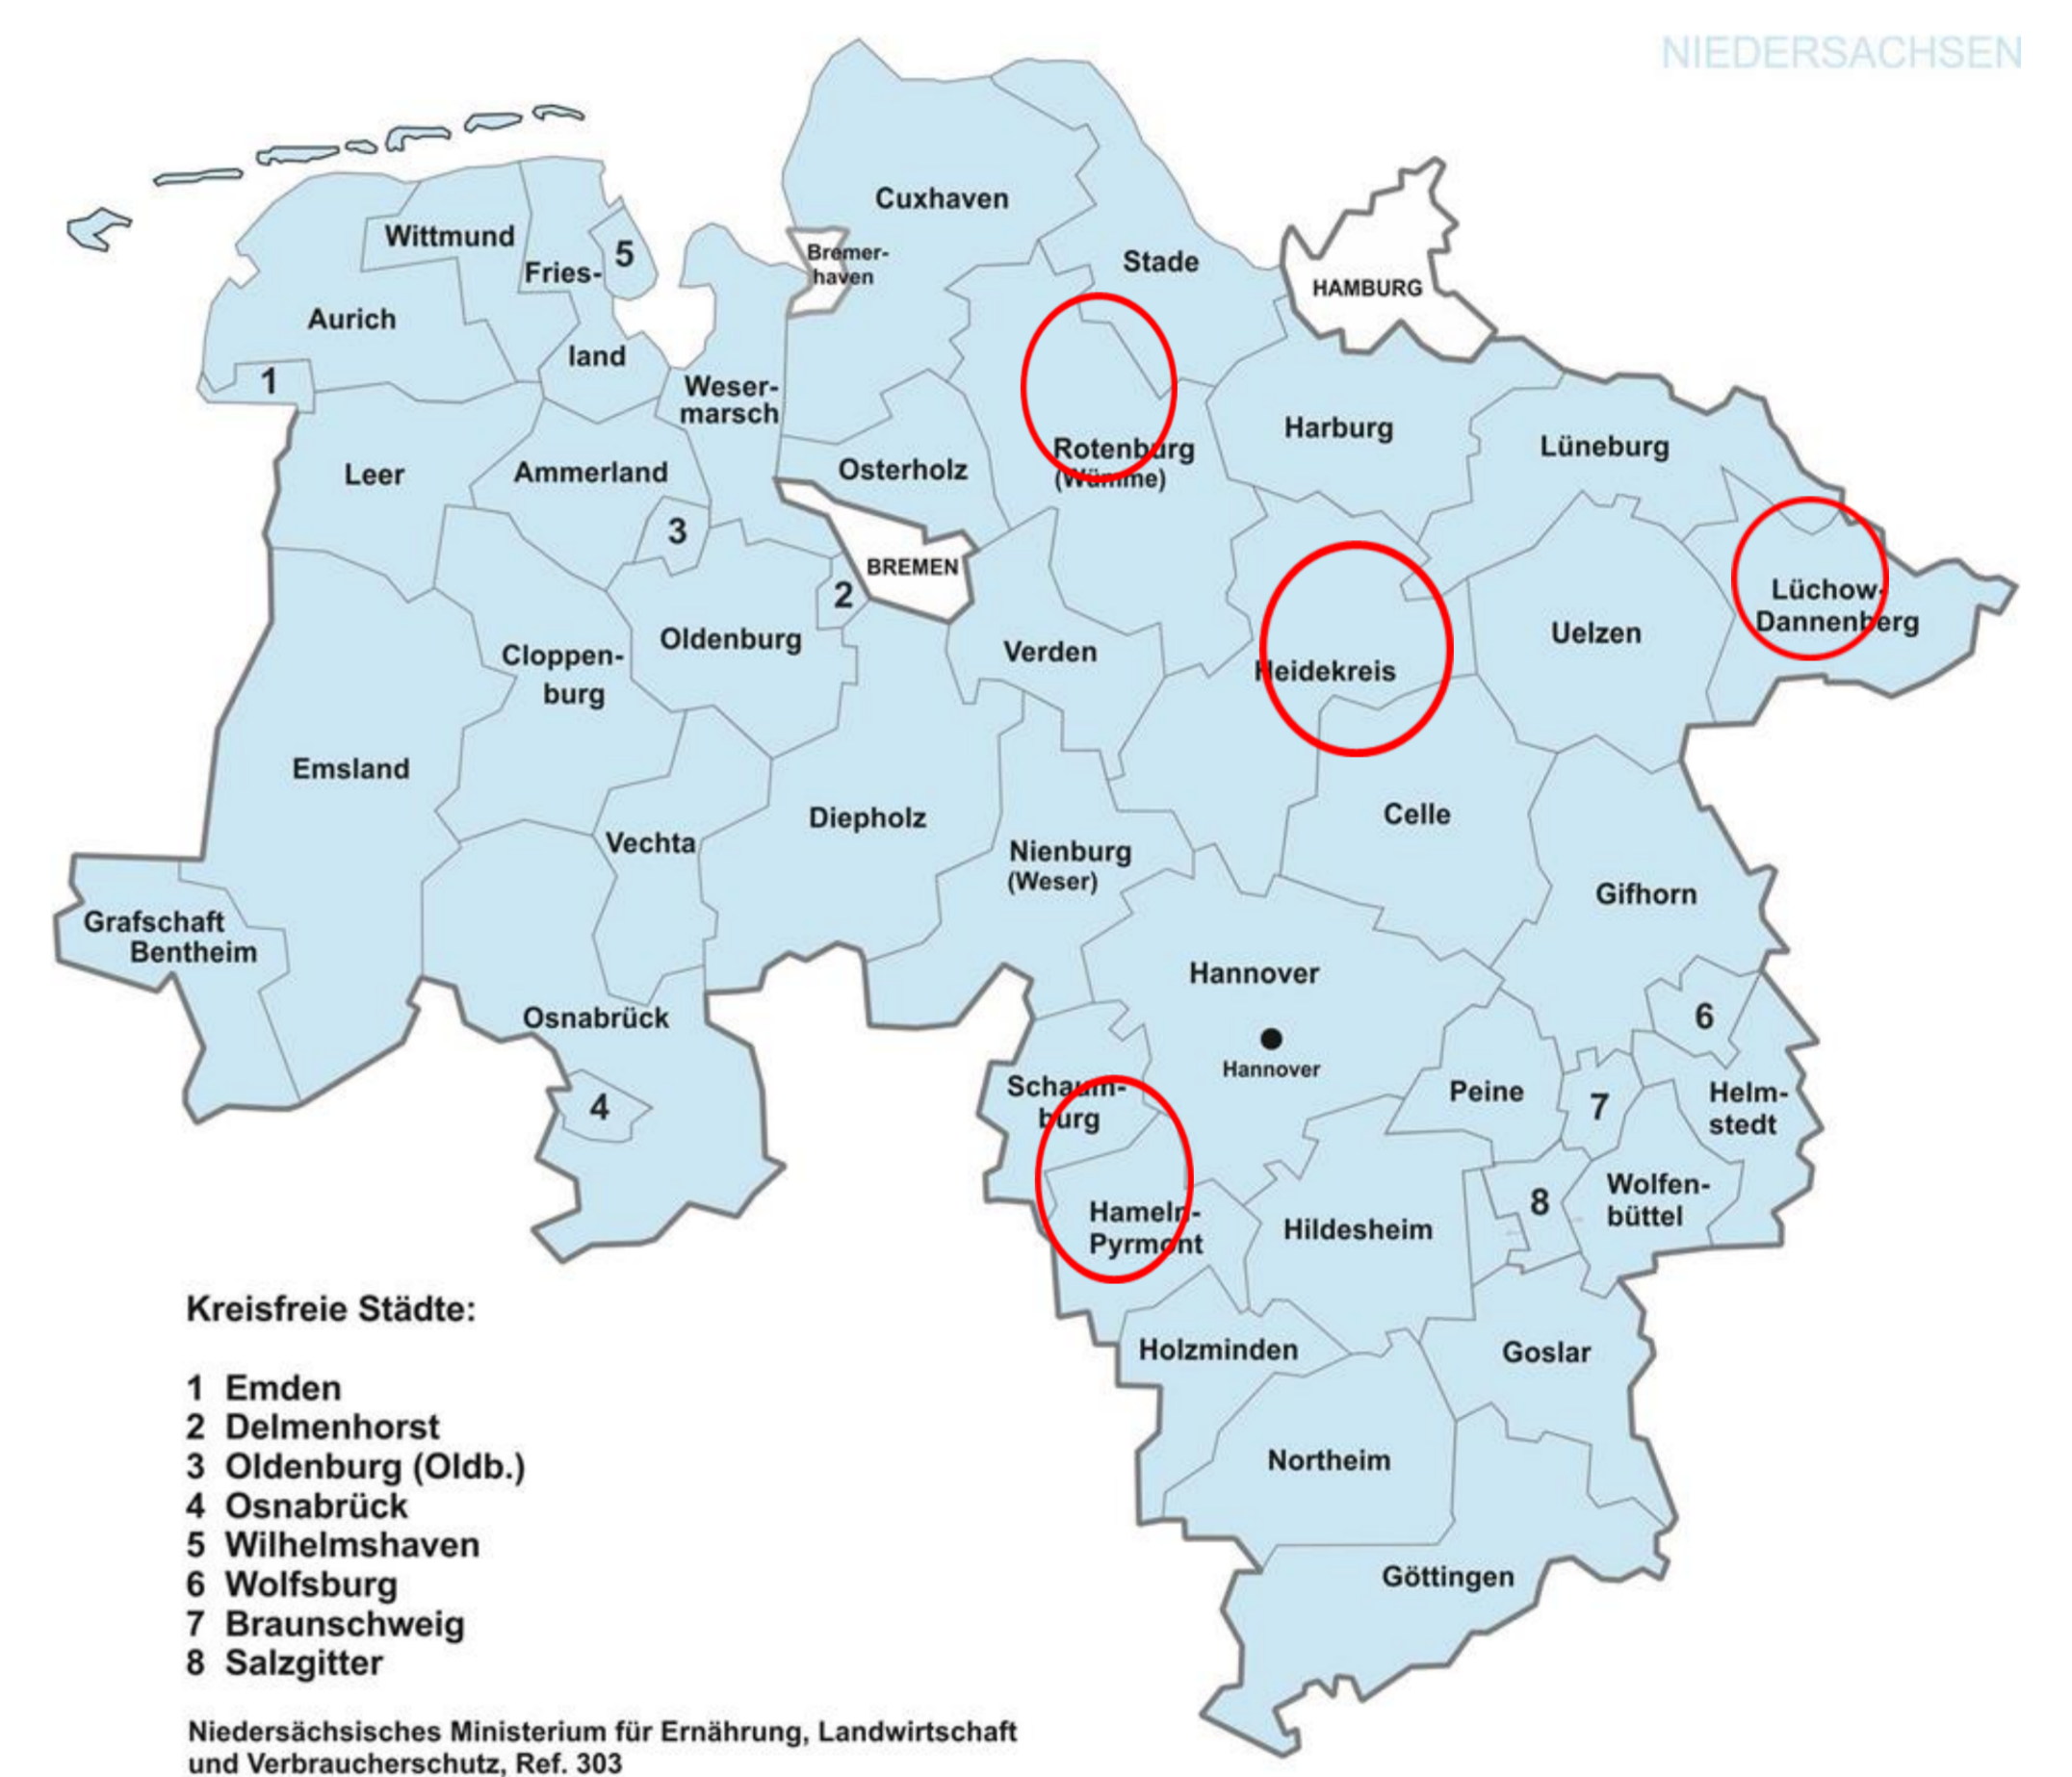 NIEDERSACHSEN
Cuxhaven
Wittmund
5
Bremer-
haven
Fries-
Stade
HAMBURG
Aurich
land
1
Weser-
marsch
Harburg
Rotenburg
(Wümme)
Lüneburg
Leer
Ammerland
Osterholz
3
BREMEN
2
Lüchow-
Dannenberg
Oldenburg
Verden
Uelzen
Cloppen-
burg
Heidekreis
Emsland
Diepholz
Celle
Vechta
Nienburg
(Weser)
Gifhorn
Grafschaft
Bentheim
Hannover
Osnabrück
6
Hannover
Schaum-
burg
Peine
Helm-
stedt
4
7
Hameln-
Pyrmont
Hildesheim
8
Wolfen-
büttel
Holzminden
Goslar
Northeim
Göttingen
Kreisfreie Städte:
1 Emden
2 Delmenhorst
3 Oldenburg (Oldb.)
4 Osnabrück
5 Wilhelmshaven
6 Wolfsburg
7 Braunschweig
8 Salzgitter
Niedersächsisches Ministerium für Ernährung, Landwirtschaft
und Verbraucherschutz, Ref. 303